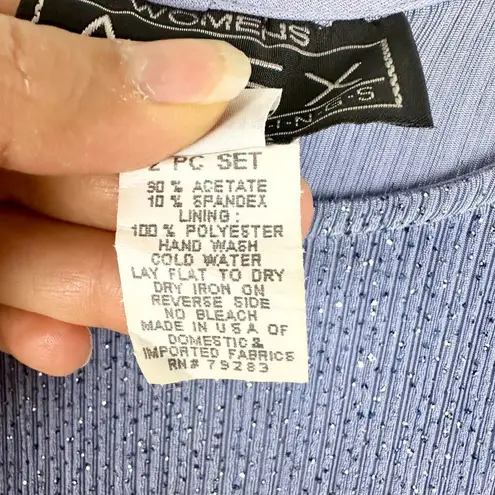 WOMENS
2 PC SET
90% ACETATE
10% SPANDEX
LINING:
100% POLYESTER
HAND WASH
COLD WATER
LAY FLAT TO DRY
DRY IRON ON
REVERSE SIDE
NO BLEACH
MADE IN USA OF
DOMESTIC &
IMPORTED FABRICS
RN# 79283